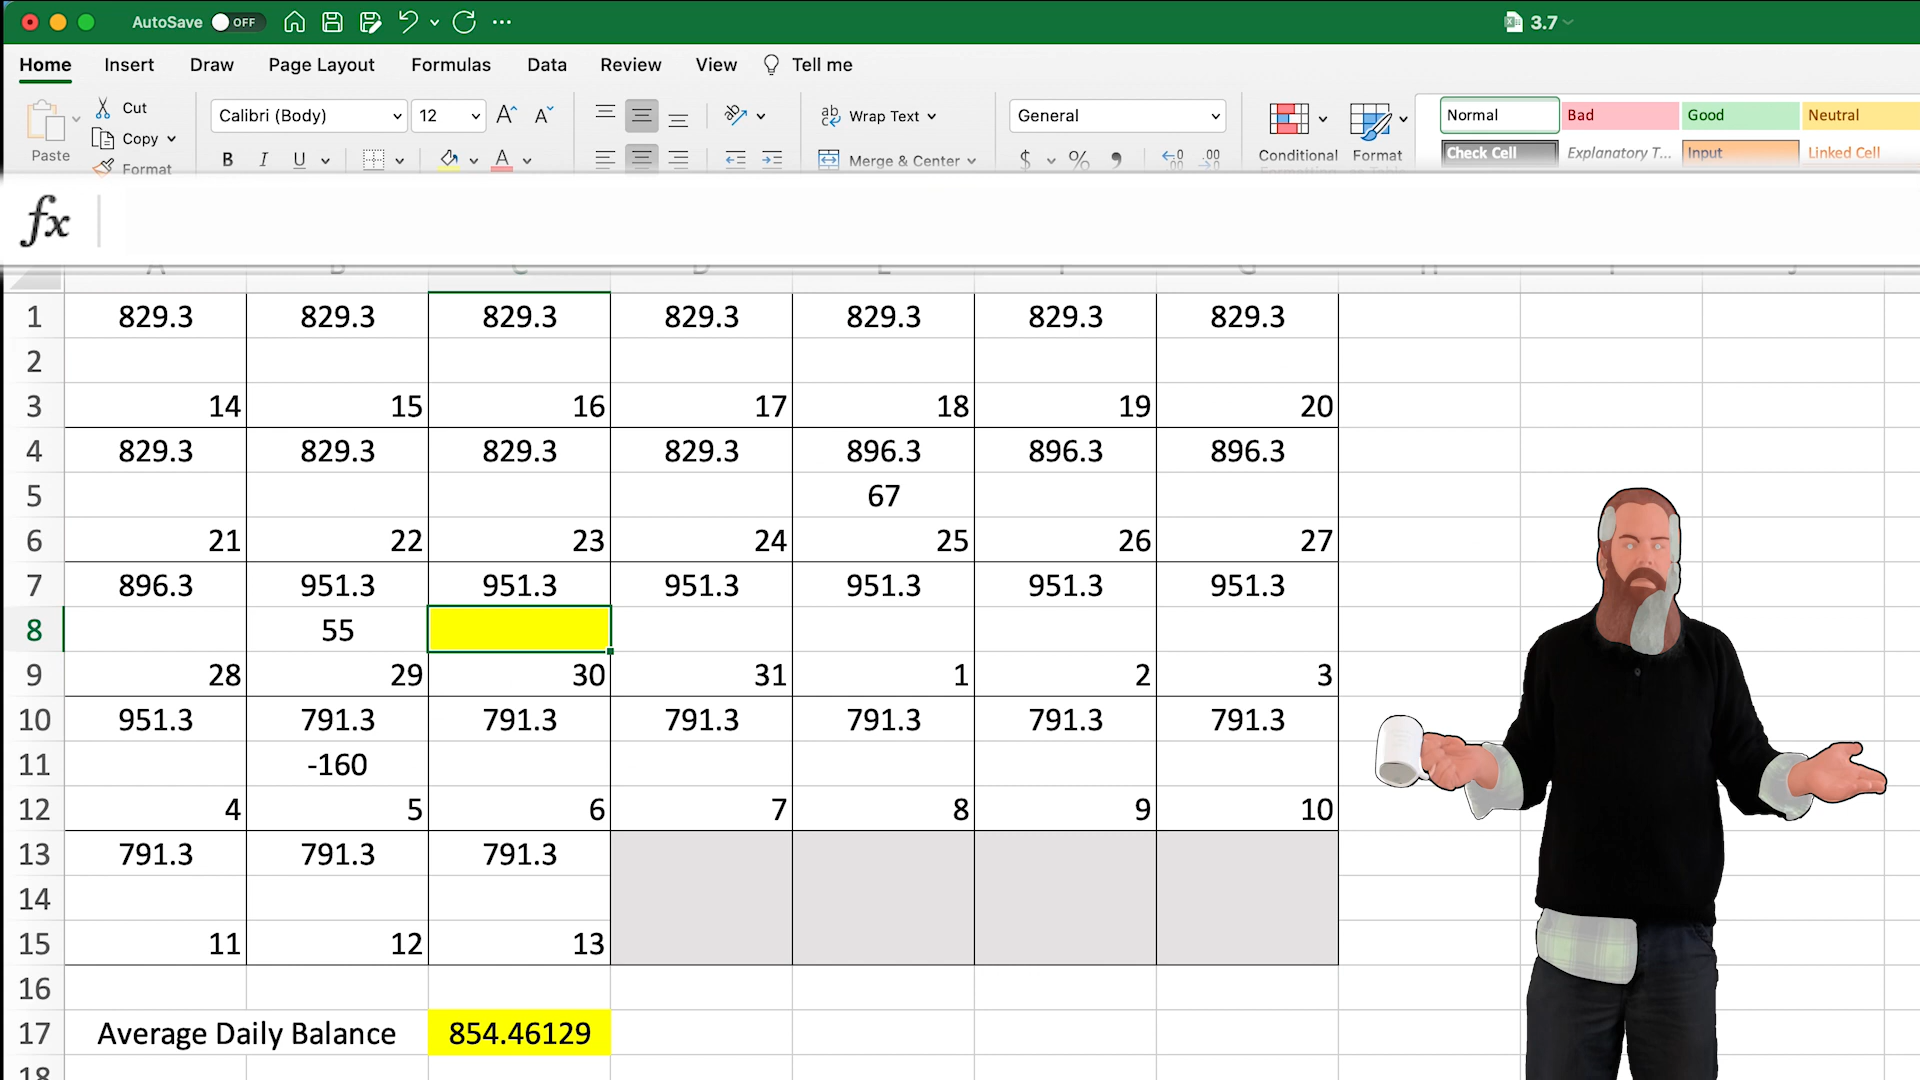 AutoSave OFF 3.7
Home Insert Draw Page Layout Formulas Data Review View Tell me
Cut Calibri (Body) 12 Wrap Text General Normal Bad Good Neutral
Copy
Paste Format B I U Merge & Center $ % Conditional Format Check Cell Explanatory T... Input Linked Cell
fx
1 829.3 829.3 829.3 829.3 829.3 829.3 829.3
2
3 14 15 16 17 18 19 20
4 829.3 829.3 829.3 829.3 896.3 896.3 896.3
5 67
6 21 22 23 24 25 26 27
7 896.3 951.3 951.3 951.3 951.3 951.3 951.3
8 55
9 28 29 30 31 1 2 3
10 951.3 791.3 791.3 791.3 791.3 791.3 791.3
11 -160
12 4 5 6 7 8 9 10
13 791.3 791.3 791.3
14
15 11 12 13
16
17 Average Daily Balance 854.46129
18